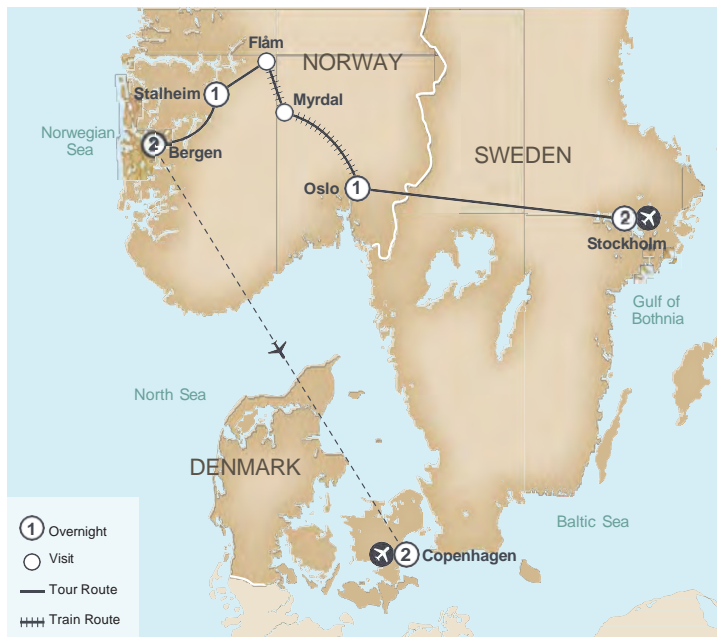 Flåm
NORWAY
Stalheim
1
Myrdal
Norwegian
Sea
2
Bergen
SWEDEN
Oslo
1
2
Stockholm
Gulf of
Bothnia
North Sea
DENMARK
Baltic Sea
2
Copenhagen
1
Overnight
Visit
Tour Route
Train Route